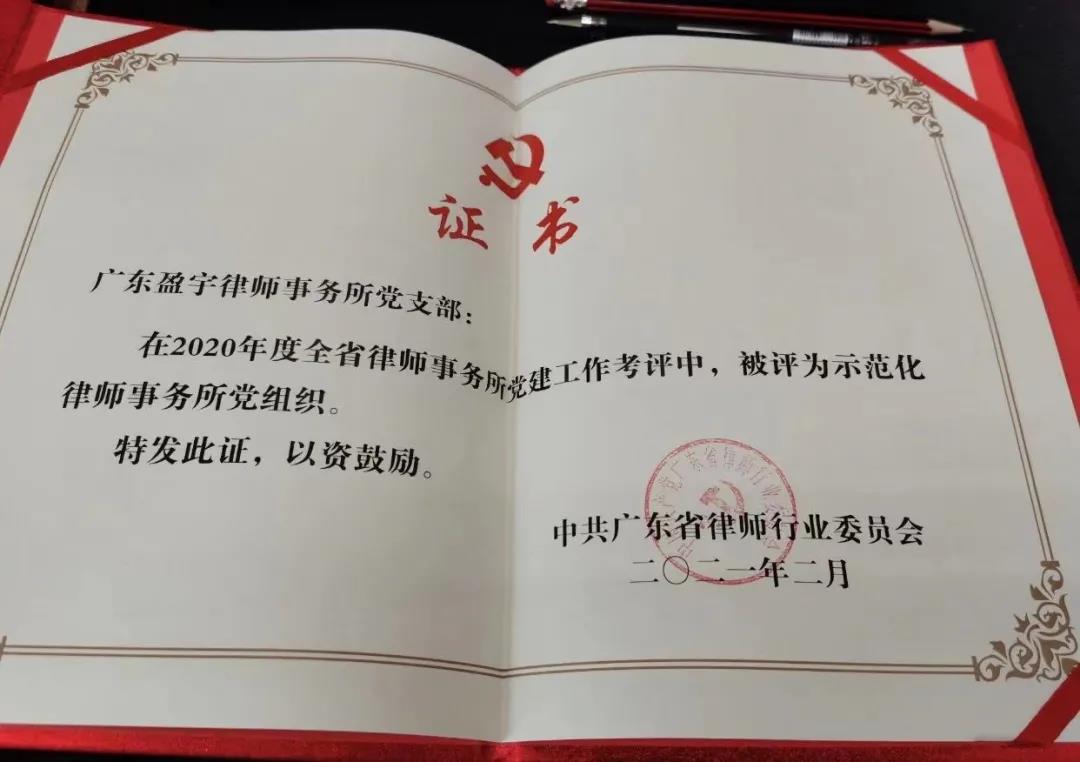 证书
广东盈宇律师事务所党支部：
在2020年度全省律师事务所党建工作考评中，被评为示范化
律师事务所党组织。
特发此证，以资鼓励。
中共广东省律师行业委员会
二〇二一年二月